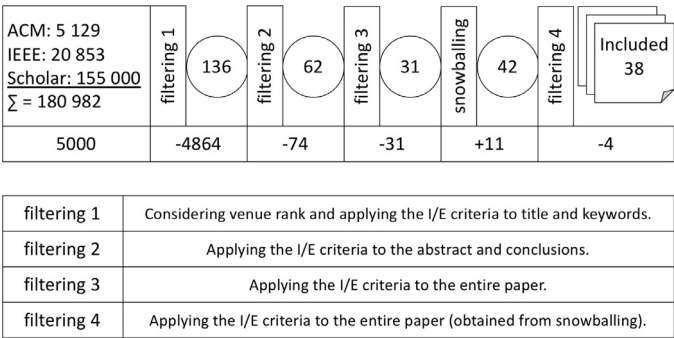 ACM: 5 129
IEEE: 20 853
Scholar: 155 000
∑ = 180 982
filtering 1
136
filtering 2
62
filtering 3
31
snowballing
42
filtering 4
Included
38
5000
-4864
-74
-31
+11
-4
filtering 1
Considering venue rank and applying the I/E criteria to title and keywords.
filtering 2
Applying the I/E criteria to the abstract and conclusions.
filtering 3
Applying the I/E criteria to the entire paper.
filtering 4
Applying the I/E criteria to the entire paper (obtained from snowballing).